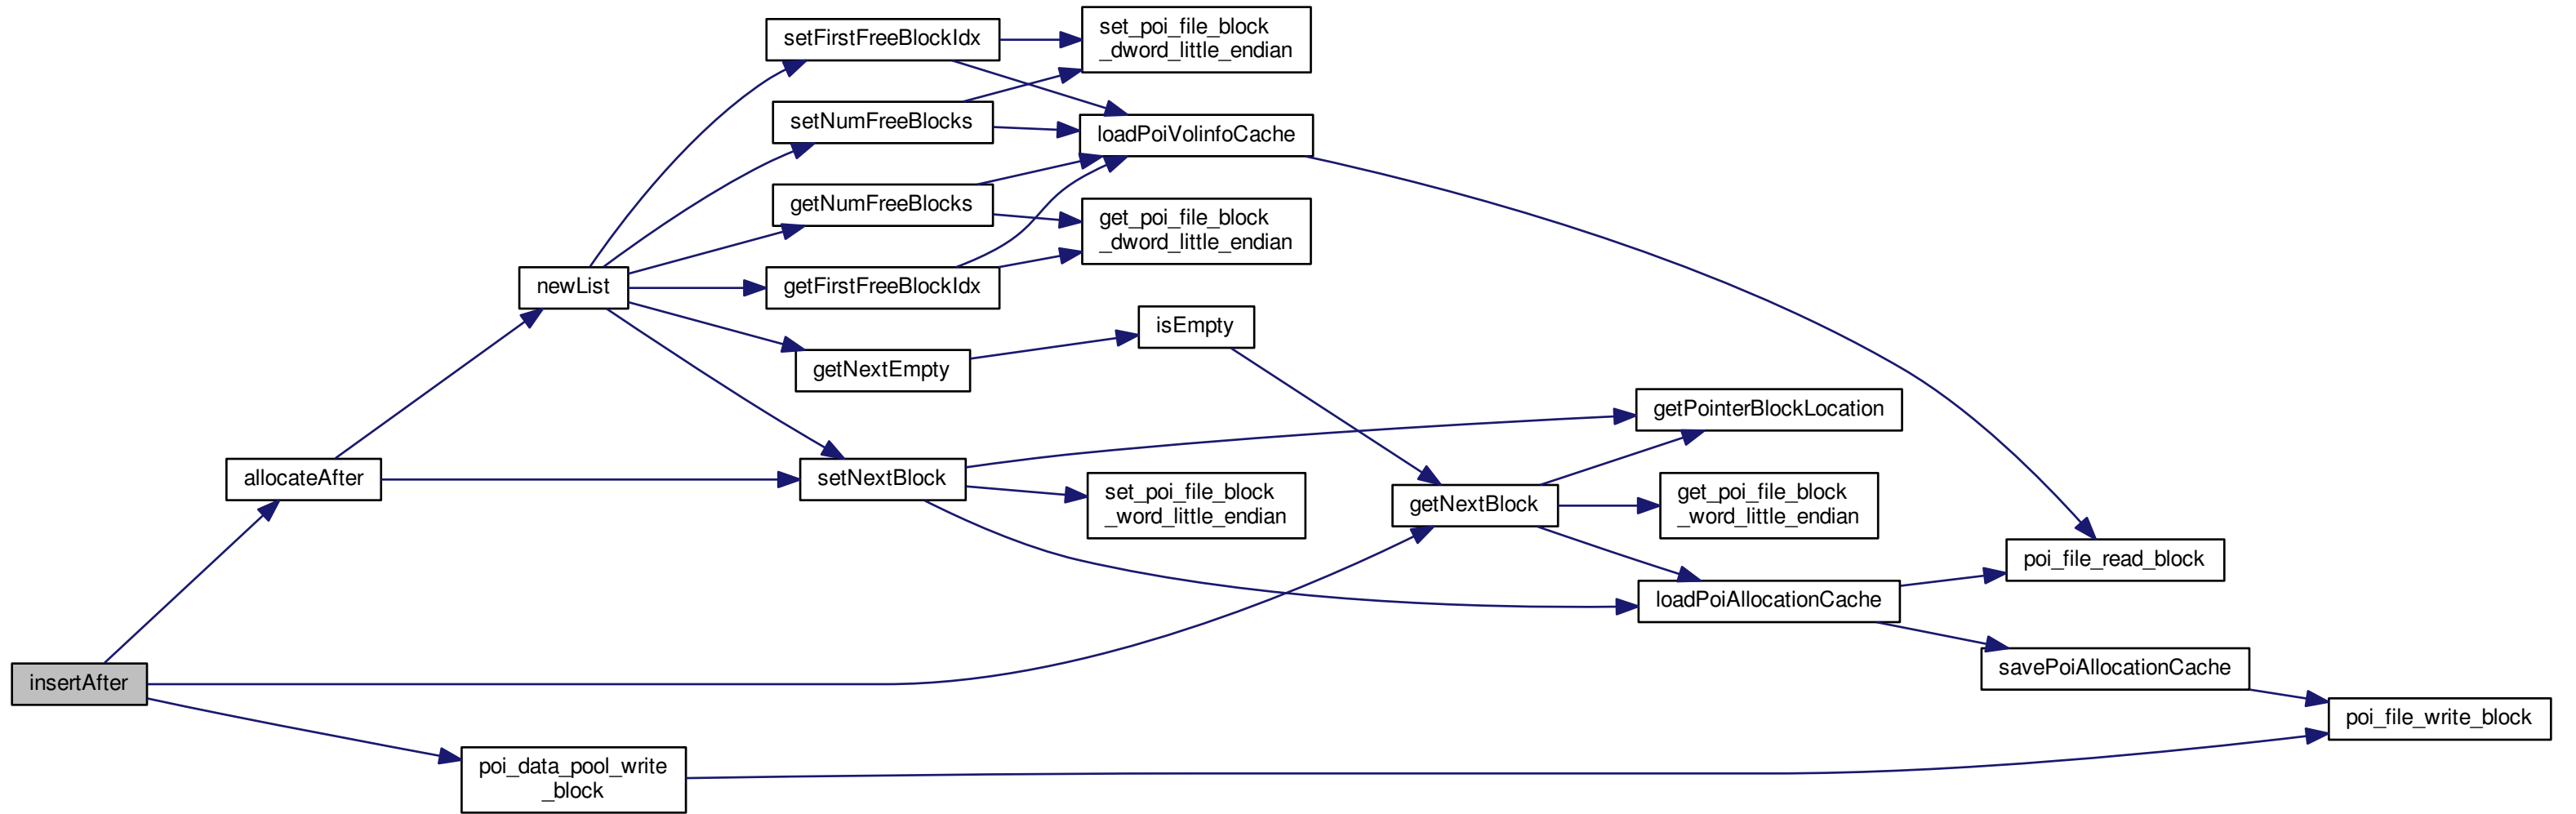 setFirstFreeBlockIdx
set_poi_file_block
_dword_little_endian
setNumFreeBlocks
loadPoiVolinfoCache
getNumFreeBlocks
get_poi_file_block
_dword_little_endian
newList
getFirstFreeBlockIdx
isEmpty
getNextEmpty
getPointerBlockLocation
allocateAfter
setNextBlock
set_poi_file_block
_word_little_endian
getNextBlock
get_poi_file_block
_word_little_endian
poi_file_read_block
loadPoiAllocationCache
savePoiAllocationCache
insertAfter
poi_file_write_block
poi_data_pool_write
_block